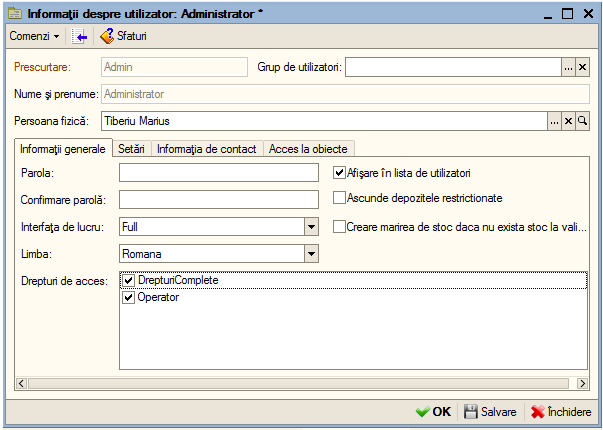 Informaţii despre utilizator: Administrator *
Comenzi Sfaturi
Prescurtare: Admin Grup de utilizatori: ...
Nume şi prenume: Administrator
Persoana fizică: Tiberiu Marius ...
Informaţii generale Setări Informaţia de contact Acces la obiecte
Parola: Afişare în lista de utilizatori
Confirmare parolă: Ascunde depozitele restrictionate
Interfaţa de lucru: Full Creare marirea de stoc daca nu exista stoc la vali...
Limba: Romana
Drepturi de acces: DrepturiComplete
Operator
OK Salvare Închidere